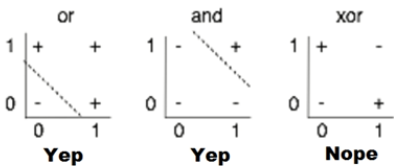 or and xor
1 + + 1 - + 1 + -
0 - + 0 - - 0 - +
0 1 0 1 0 1
Yep Yep Nope